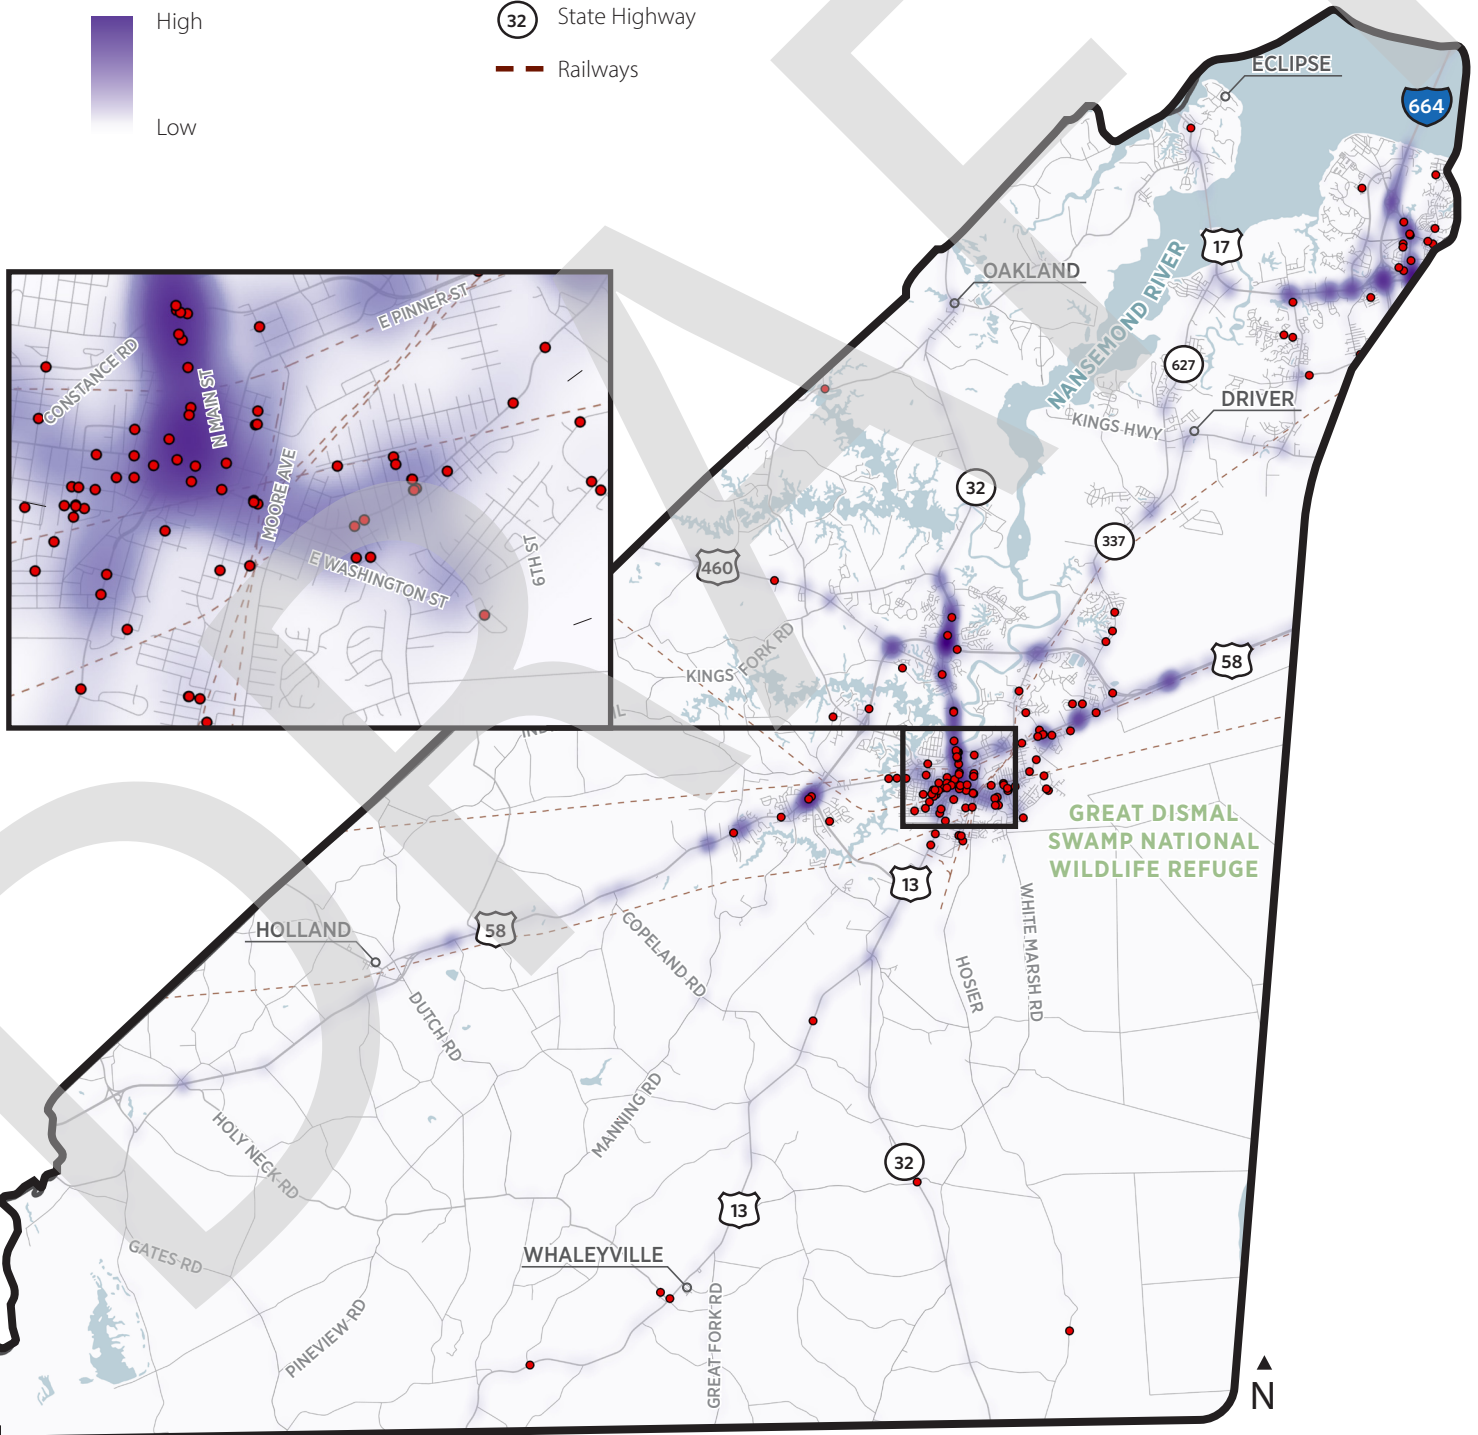 High
Low
32
State Highway
Railways
ECLIPSE
664
17
OAKLAND
NANSEMOND RIVER
627
DRIVER
KINGS HWY
32
337
460
58
KINGS FORK RD
E PINNER ST
CONSTANCE RD
N MAIN ST
MOORE AVE
E WASHINGTON ST
6TH ST
GREAT DISMAL
SWAMP NATIONAL
WILDLIFE REFUGE
13
HOLLAND
58
COPELAND RD
WHITE MARSH RD
HOSIER
DUTCH RD
MANNING RD
HOLY NECK RD
32
13
GATES RD
WHALEYVILLE
PINEVIEW RD
GREAT FORK RD
N
DRAFT